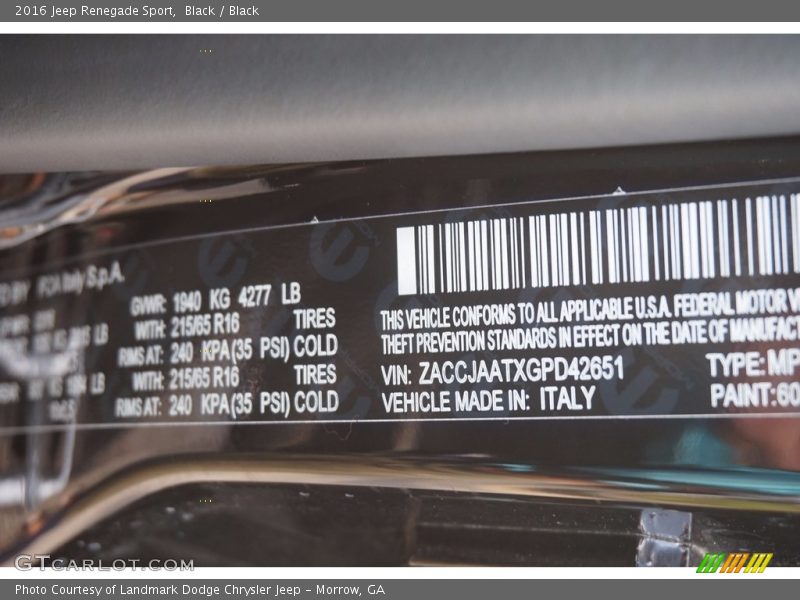 2016 Jeep Renegade Sport,  Black / Black
Italy S.p.A.
GVWR: 1940 KG 4277 LB
WITH: 215/65 R16 TIRES
RIMS AT: 240 KPA(35 PSI) COLD
WITH: 215/65 R16 TIRES
RIMS AT: 240 KPA(35 PSI) COLD
THIS VEHICLE CONFORMS TO ALL APPLICABLE U.S.A. FEDERAL MOTOR
THEFT PREVENTION STANDARDS IN EFFECT ON THE DATE OF MANUFACT
VIN: ZACCJAATXGPD42651 TYPE: MP
VEHICLE MADE IN: ITALY PAINT:60
GTCARLOT.COM
Photo Courtesy of Landmark Dodge Chrysler Jeep – Morrow, GA